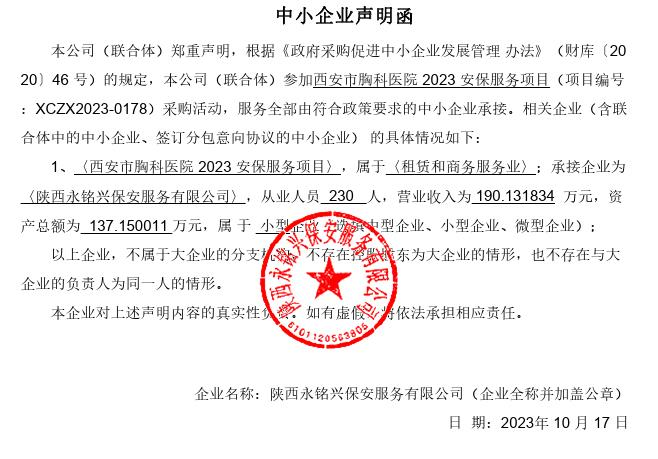 中小企业声明函
本公司（联合体）郑重声明，根据《政府采购促进中小企业发展管理 办法》（财库〔20
20〕46 号）的规定，本公司（联合体）参加西安市胸科医院 2023 安保服务项目（项目编号
：XCZX2023-0178）采购活动，服务全部由符合政策要求的中小企业承接。相关企业（含联
合体中的中小企业、签订分包意向协议的中小企业） 的具体情况如下：
1、〈西安市胸科医院 2023 安保服务项目〉，属于〈租赁和商务服务业〉；承接企业为
〈陕西永铭兴保安服务有限公司〉，从业人员 230 人，营业收入为 190.131834 万元，资
产总额为 137.150011 万元，属 于 小型企业（选填中型企业、小型企业、微型企业）；
以上企业，不属于大企业的分支机构，不存在控股股东为大企业的情形，也不存在与大
企业的负责人为同一人的情形。
本企业对上述声明内容的真实性负责。如有虚假，将依法承担相应责任。
陕西永铭兴保安服务有限公司
6101120563805
企业名称：陕西永铭兴保安服务有限公司（企业全称并加盖公章）
日 期：2023年 10 月 17日